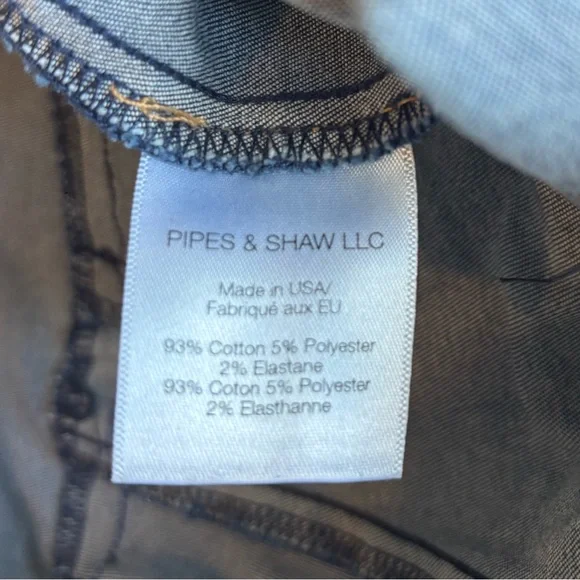 PIPES & SHAW LLC
Made in USA/
Fabriqué aux EU
93% Cotton 5% Polyester
2% Elastane
93% Coton 5% Polyester
2% Elasthanne